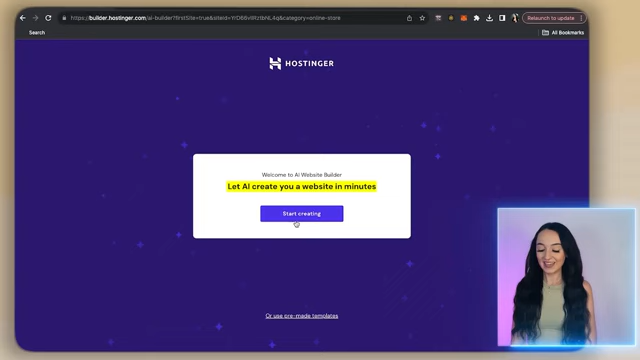 https://builder.hostinger.com/ai-builder?firstSite=true&siteId=
&category=online-store
Relaunch to update
Search
All Bookmarks
HOSTINGER
Welcome to AI Website Builder
Let AI create you a website in minutes
Start creating
Or use pre-made templates